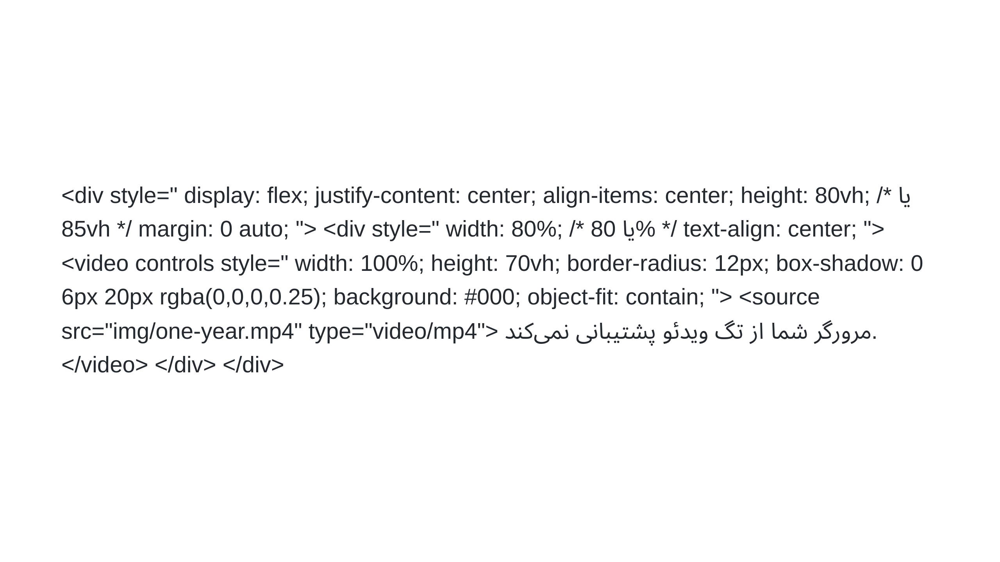 <div style=" display: flex; justify-content: center; align-items: center; height: 80vh; /* یا
85vh */ margin: 0 auto; "> <div style=" width: 80%; /* یا 80% */ text-align: center; ">
<video controls style=" width: 100%; height: 70vh; border-radius: 12px; box-shadow: 0
6px 20px rgba(0,0,0,0.25); background: #000; object-fit: contain; "> <source
src="img/one-year.mp4" type="video/mp4"> مرورگر شما از تگ ویدئو پشتیبانی نمی‌کند.
</video> </div> </div>